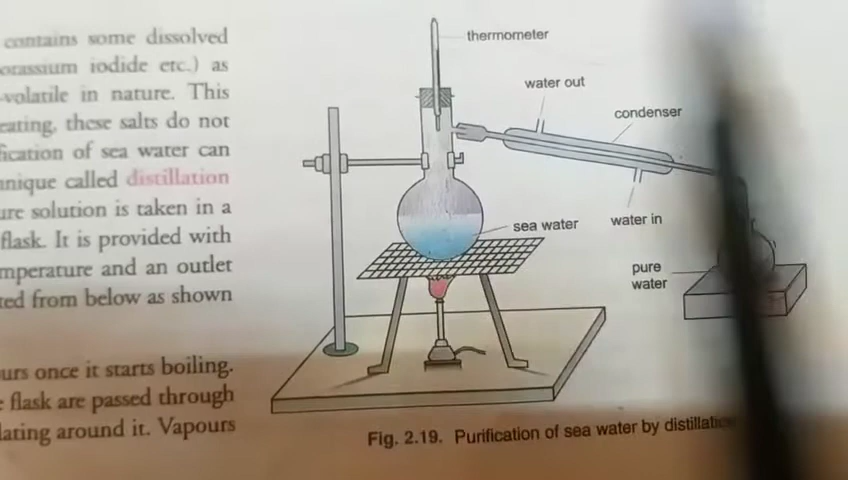 contains some dissolved
otassium iodide etc.) as
-volatile in nature. This
eating, these salts do not
fication of sea water can
nique called distillation
ure solution is taken in a
flask. It is provided with
mperature and an outlet
ted from below as shown
urs once it starts boiling.
e flask are passed through
lating around it. Vapours
thermometer
water out
condenser
sea water
water in
pure
water
Fig. 2.19. Purification of sea water by distillatio